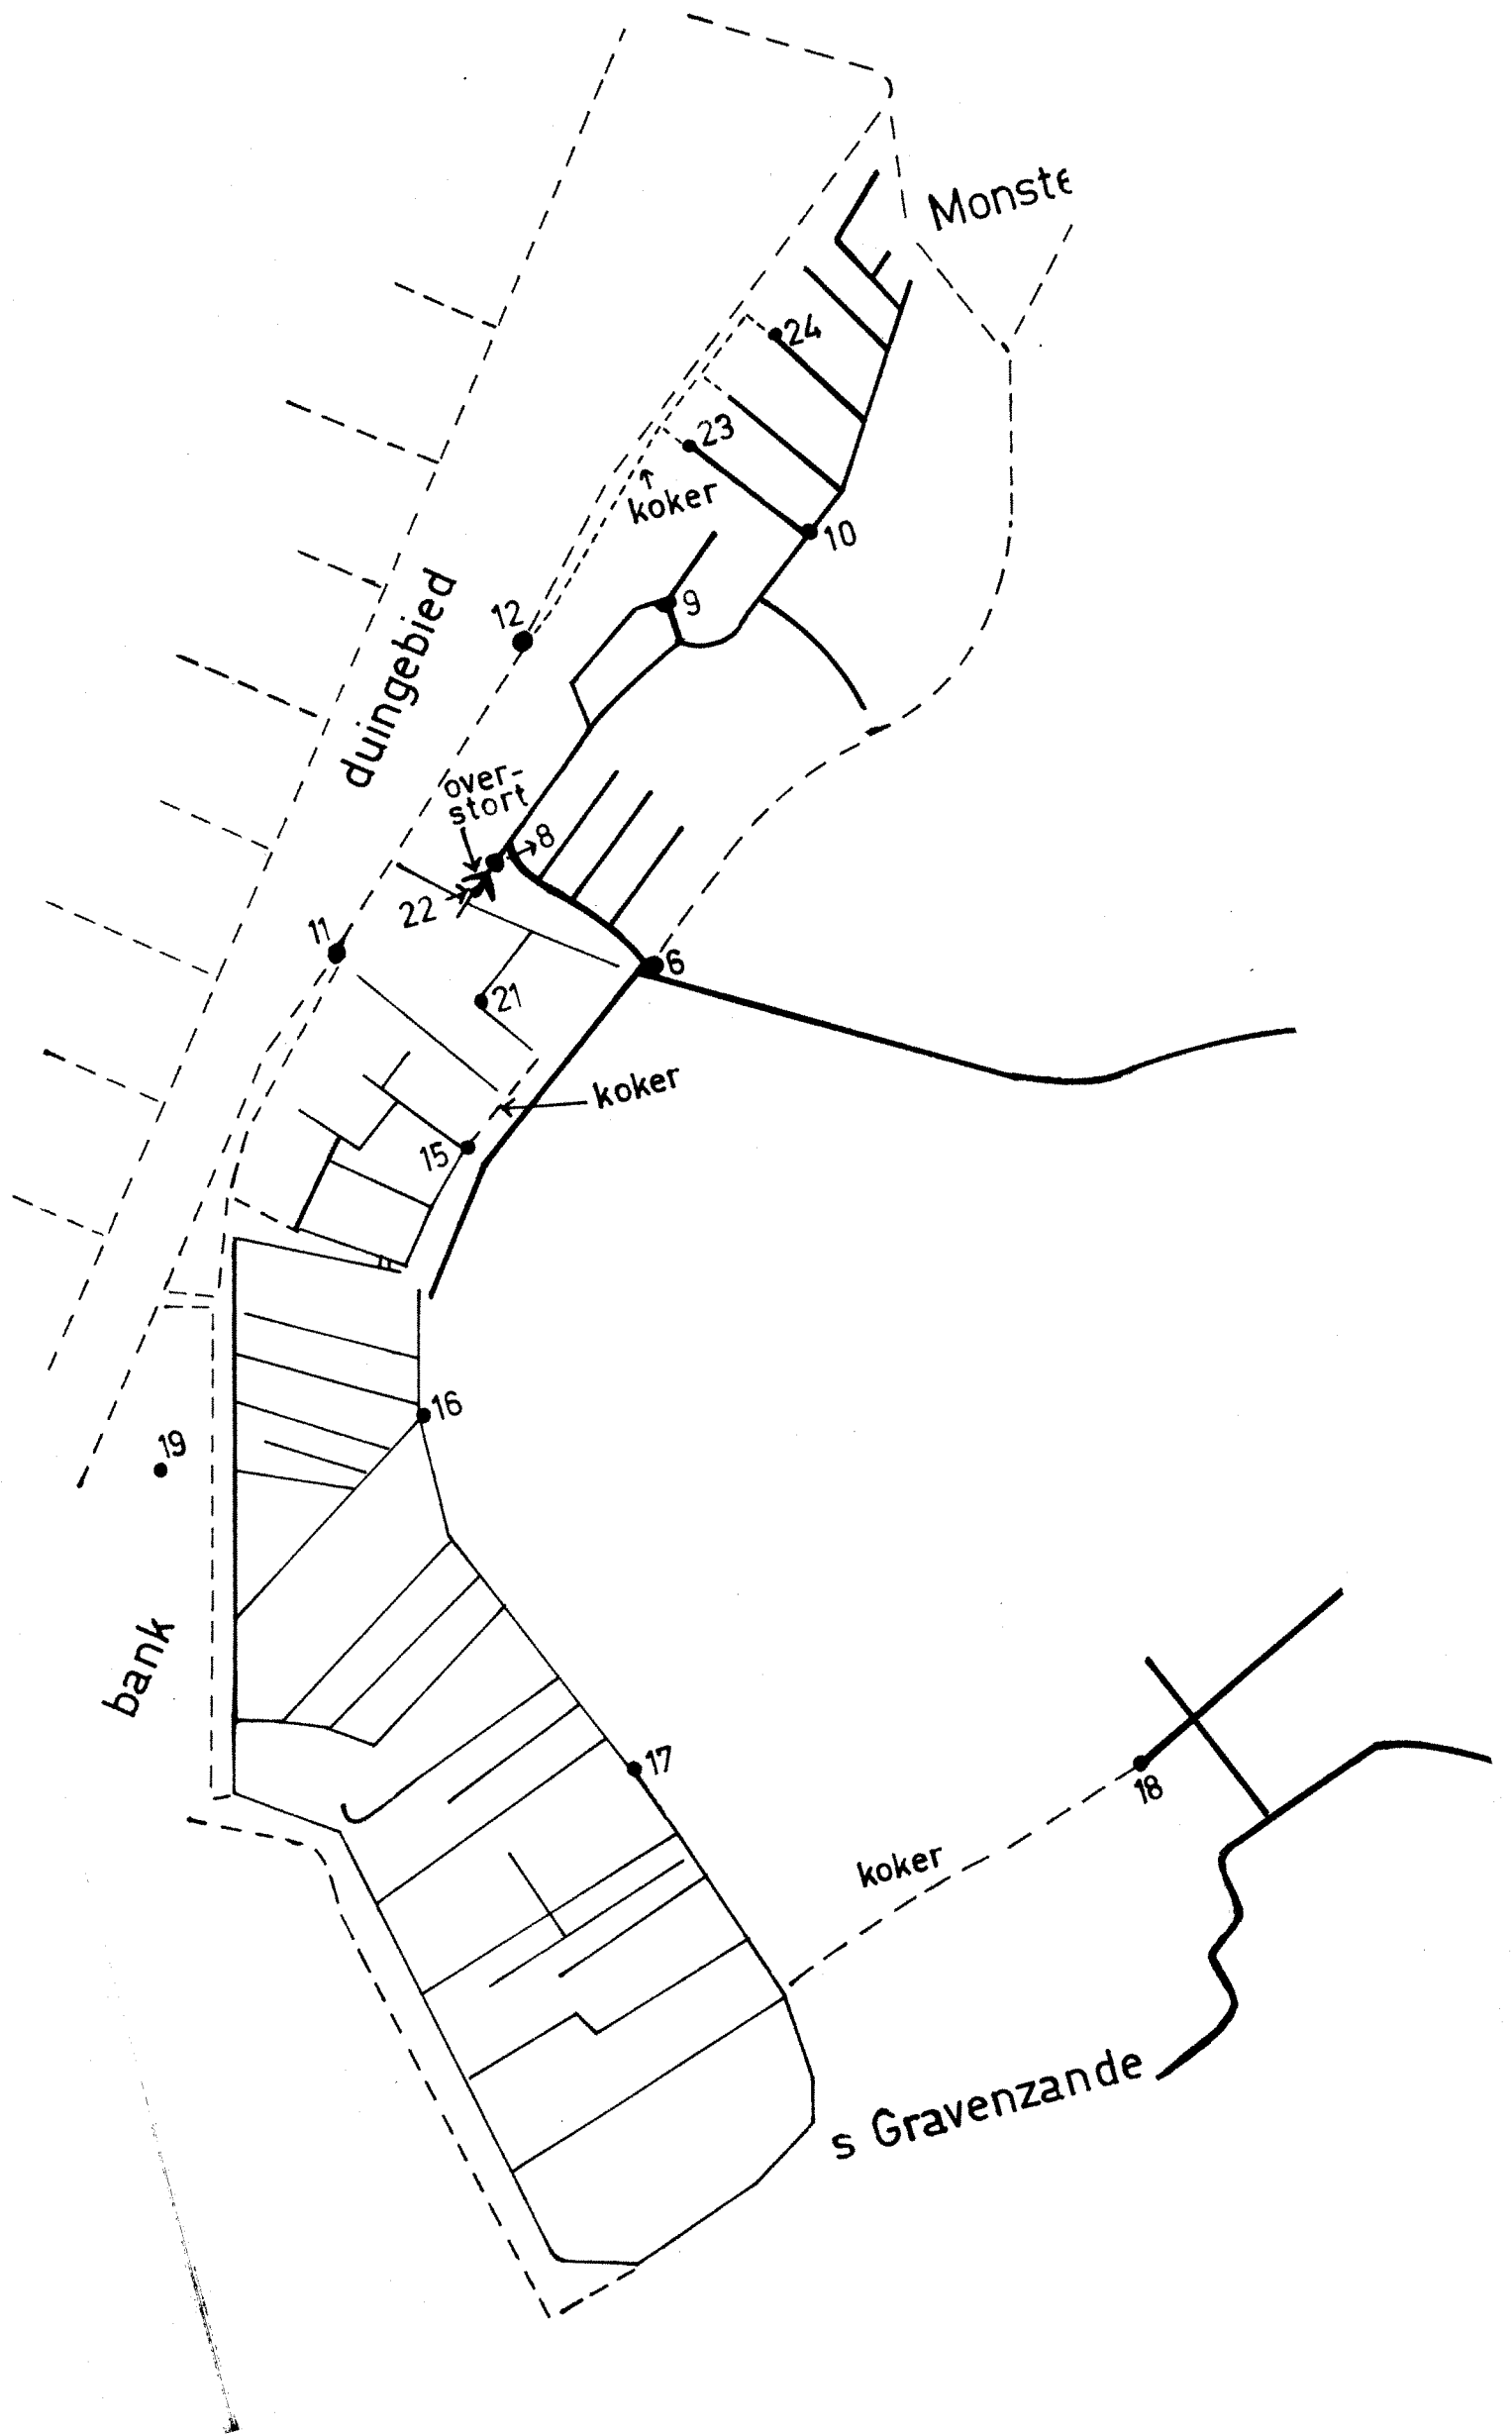 Monste
24
23
koker
10
9
12
duingebied
over-
stort
8
22
11
6
21
koker
15
16
19
bank
17
18
koker
s Gravenzande